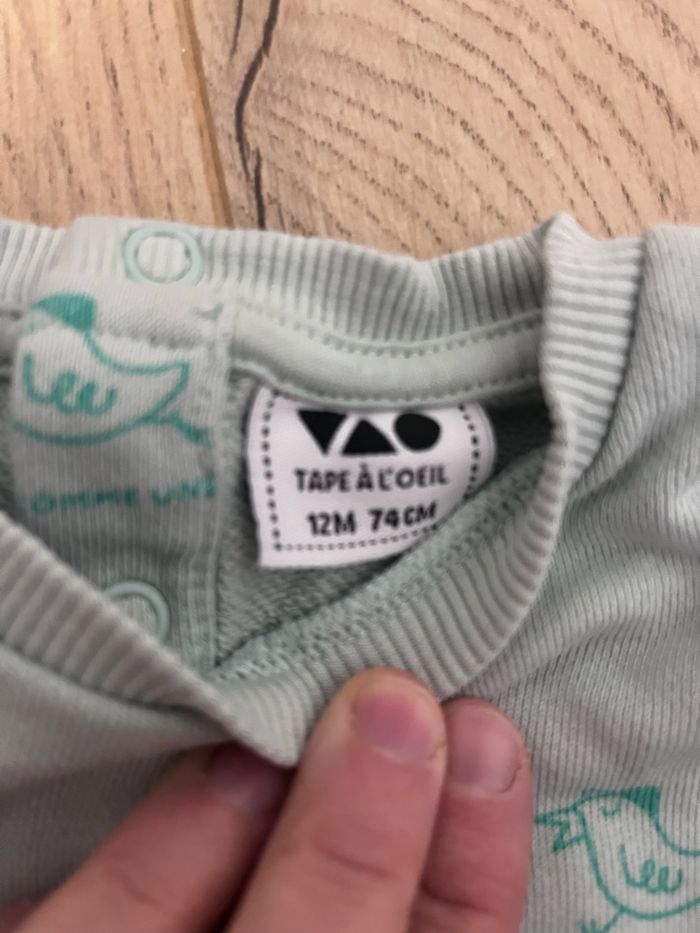 TAPE À L'OEIL
12M 74CM